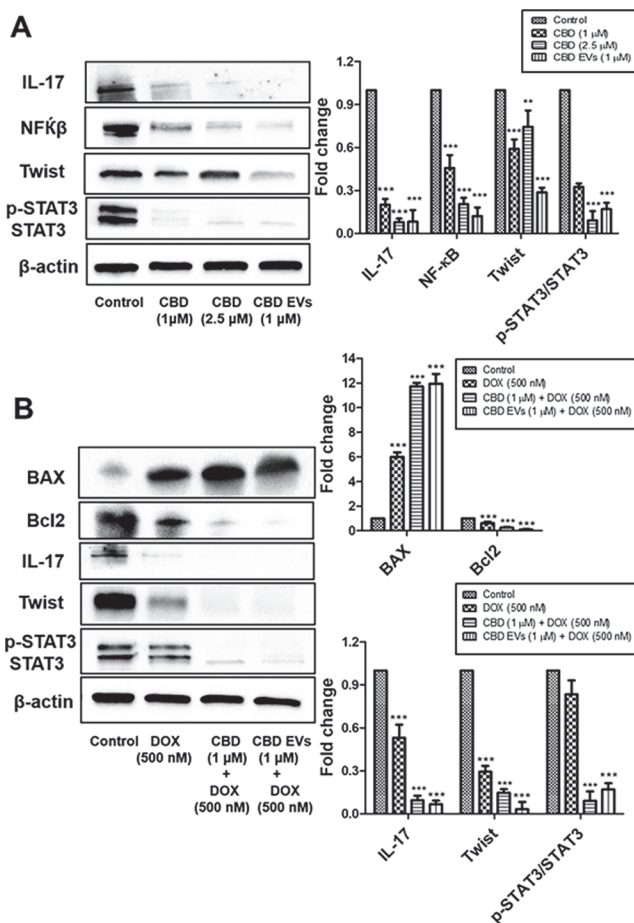 A
IL-17
NFḰβ
Twist
p-STAT3
STAT3
β-actin
Control CBD CBD CBD EVs
(1µM) (2.5 µM) (1 µM)
Control
CBD (1 µM)
CBD (2.5 µM)
CBD EVs (1 µM)
Fold change
1.2
0.9
0.6
0.3
0.0
***
***
***
***
***
***
***
**
***
***
***
IL-17
NF-κB
Twist
p-STAT3/STAT3
B
BAX
Bcl2
IL-17
Twist
p-STAT3
STAT3
β-actin
Control DOX CBD CBD EVs
(500 nM) (1 µM) (1 µM)
+ +
DOX DOX
(500 nM) (500 nM)
Control
DOX (500 nM)
CBD (1 µM) + DOX (500 nM)
CBD EVs (1 µM) + DOX (500 nM)
Fold change
14
12
10
8
6
4
2
0
***
***
***
***
***
***
BAX
Bcl2
Control
DOX (500 nM)
CBD (1 µM) + DOX (500 nM)
CBD EVs (1 µM) + DOX (500 nM)
Fold change
1.2
0.9
0.6
0.3
0.0
***
***
***
***
***
***
***
***
IL-17
Twist
p-STAT3/STAT3